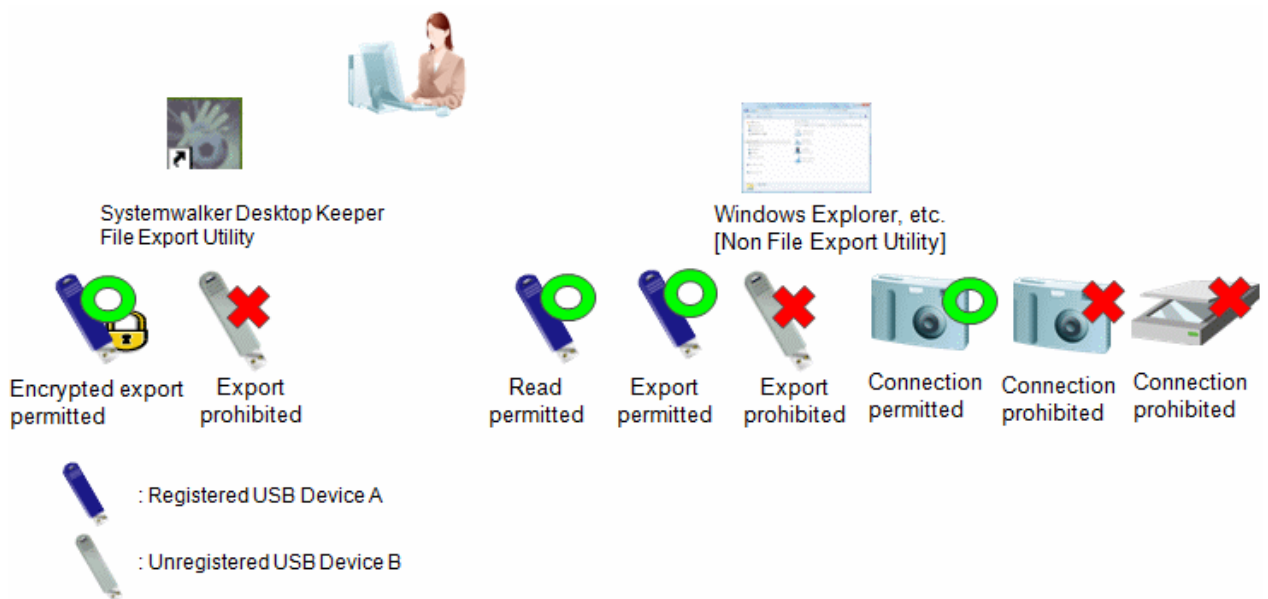 Systemwalker Desktop Keeper
File Export Utility
Windows Explorer, etc.
[Non File Export Utility]
Encrypted export
permitted
Export
prohibited
Read
permitted
Export
permitted
Export
prohibited
Connection
permitted
Connection
prohibited
Connection
prohibited
: Registered USB Device A
: Unregistered USB Device B